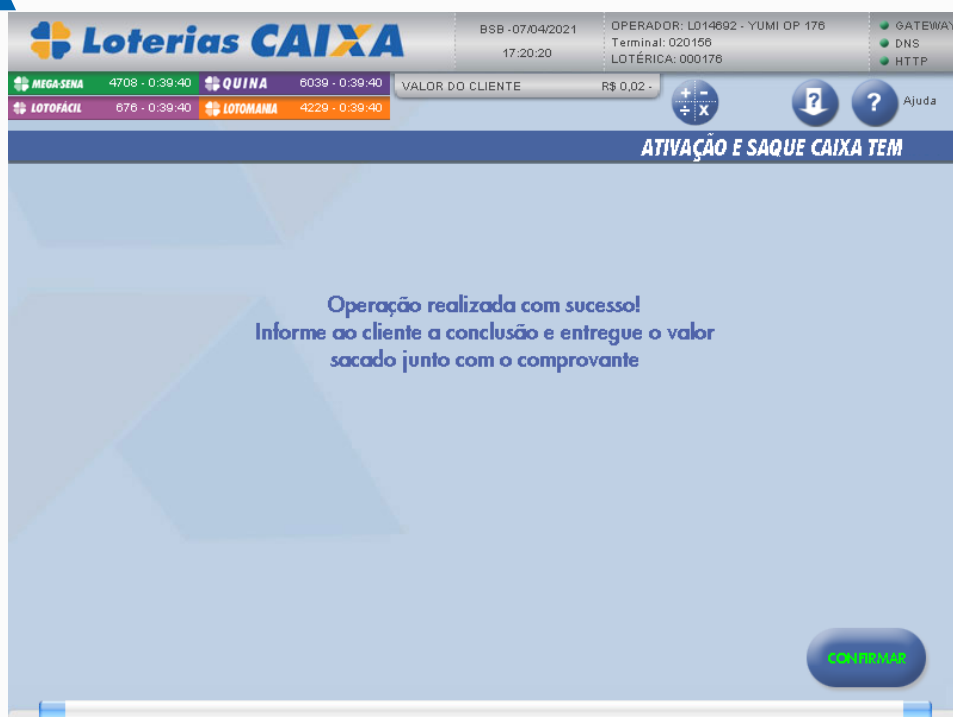 Loterias CAIXA
BSB - 07/04/2021
17:20:20
OPERADOR: L014692 - YUMI OP 176
Terminal: 020156
LOTÉRICA: 000176
GATEWAY
DNS
HTTP
MEGA-SENA 4708 - 0:39:40
QUINA 6039 - 0:39:40
LOTOFÁCIL 676 - 0:39:40
LOTOMANIA 4229 - 0:39:40
VALOR DO CLIENTE R$ 0,02 -
+ - ÷ x
?
? Ajuda
ATIVAÇÃO E SAQUE CAIXA TEM
Operação realizada com sucesso!
Informe ao cliente a conclusão e entregue o valor
sacado junto com o comprovante
CONFIRMAR